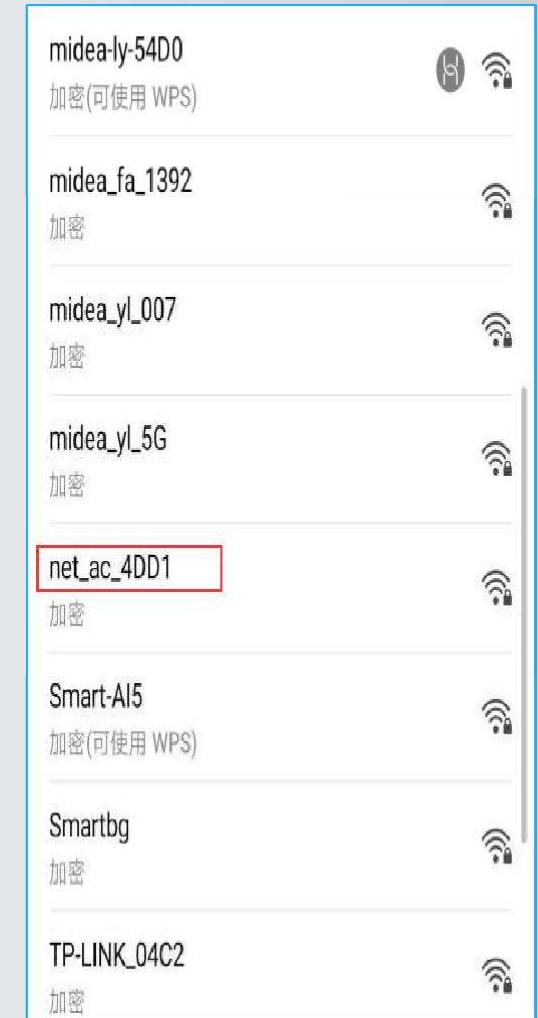 midea-ly-54D0
加密(可使用 WPS)
midea_fa_1392
加密
midea_yl_007
加密
midea_yl_5G
加密
net_ac_4DD1
加密
Smart-AI5
加密(可使用 WPS)
Smartbg
加密
TP-LINK_04C2
加密